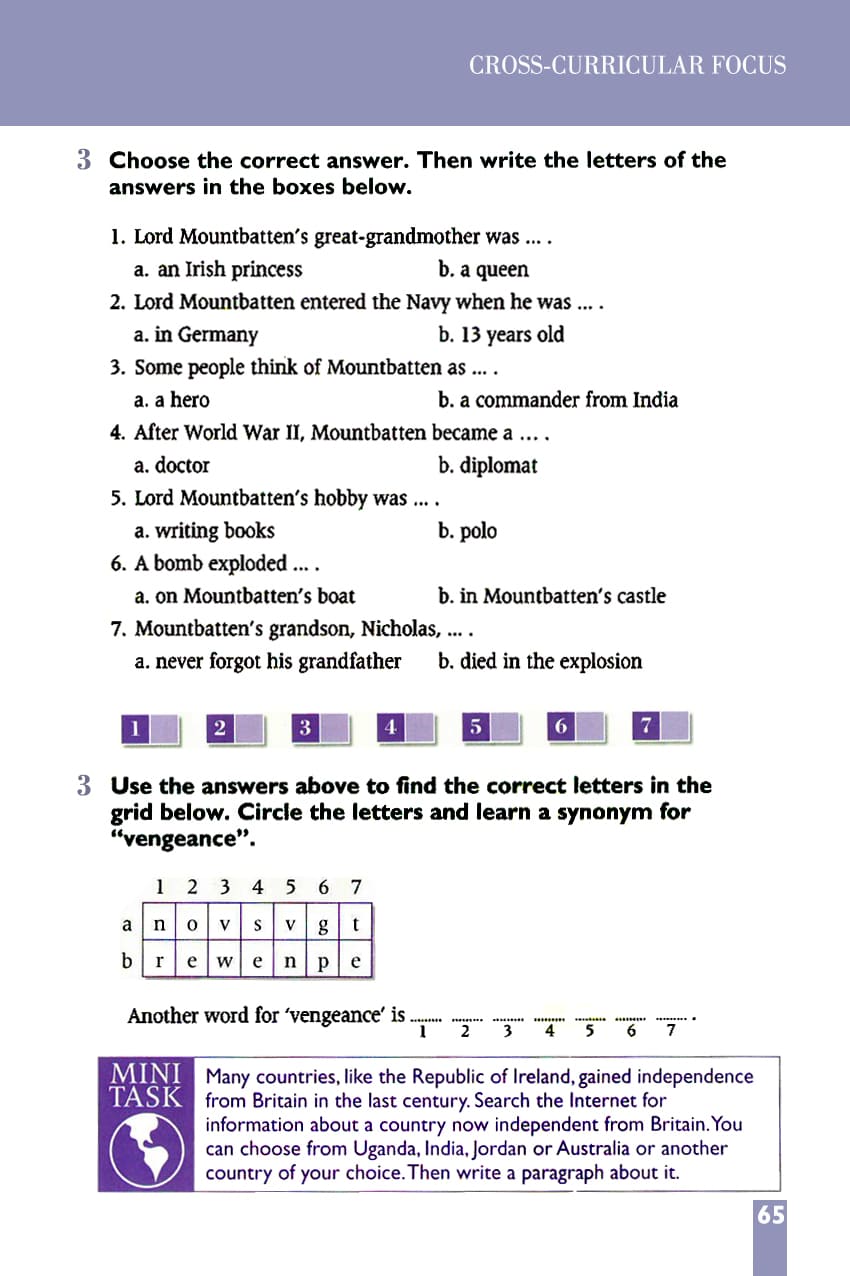 CROSS-CURRICULAR FOCUS
3 Choose the correct answer. Then write the letters of the
answers in the boxes below.
1. Lord Mountbatten's great-grandmother was ... .
a. an Irish princess b. a queen
2. Lord Mountbatten entered the Navy when he was ... .
a. in Germany b. 13 years old
3. Some people think of Mountbatten as ... .
a. a hero b. a commander from India
4. After World War II, Mountbatten became a ... .
a. doctor b. diplomat
5. Lord Mountbatten's hobby was ... .
a. writing books b. polo
6. A bomb exploded ... .
a. on Mountbatten's boat b. in Mountbatten's castle
7. Mountbatten's grandson, Nicholas, ... .
a. never forgot his grandfather b. died in the explosion
1 2 3 4 5 6 7
3 Use the answers above to find the correct letters in the
grid below. Circle the letters and learn a synonym for
"vengeance".
1 2 3 4 5 6 7
a n o v s v g t
b r e w e n p e
Another word for 'vengeance' is ......... ......... ......... ......... ......... ......... ......... .
1 2 3 4 5 6 7
MINI
TASK
Many countries, like the Republic of Ireland, gained independence
from Britain in the last century. Search the Internet for
information about a country now independent from Britain. You
can choose from Uganda, India, Jordan or Australia or another
country of your choice. Then write a paragraph about it.
65